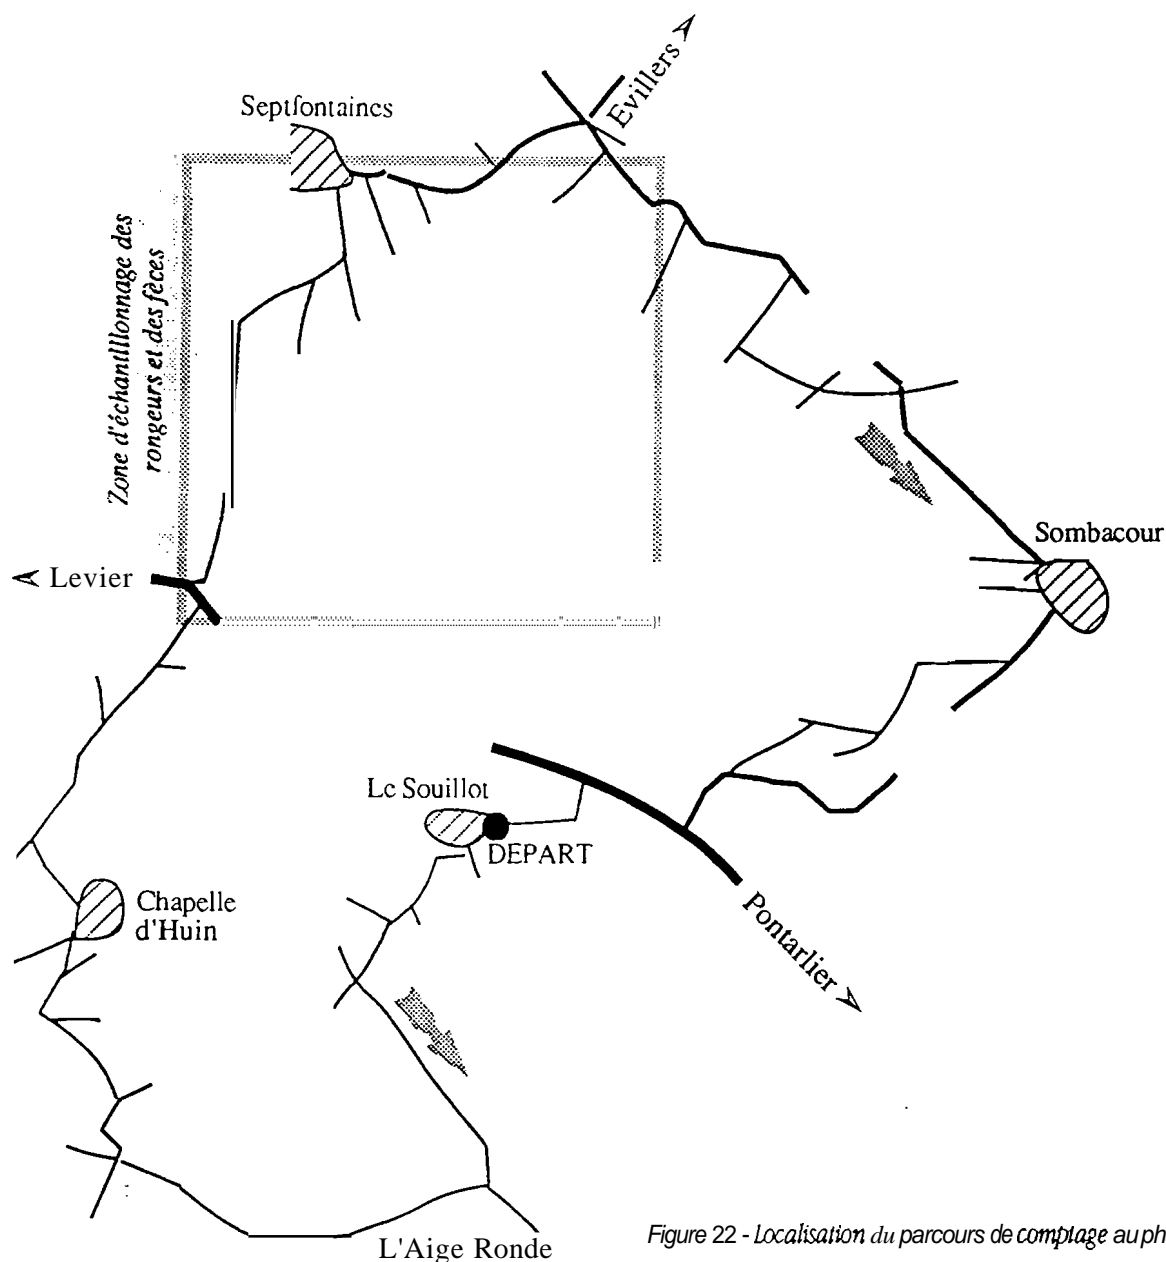 Septfontaines
Evillers
Zone d'échantillonnage des
rongeurs et des fèces
Levier
Sombacour
Le Souillot
DEPART
Chapelle
d'Huin
Pontarlier
L'Aige Ronde
Figure 22 - Localisation du parcours de comptage au ph